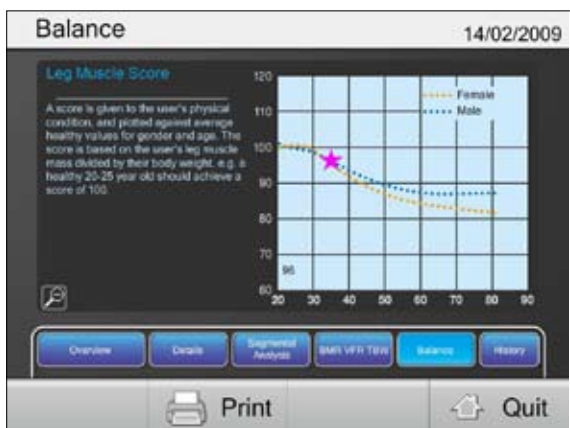 Balance
14/02/2009
Leg Muscle Score
A score is given to the user's physical
condition, and plotted against average
healthy values for gender and age. The
score is based on the user's leg muscle
mass divided by their body weight. e.g. a
healthy 20-25 year old should achieve a
score of 100.
120
110
100
90
80
70
60
Female
Male
96
20 30 40 50 60 70 80 90
Overview
Details
Segmental
Analysis
BMR VFR TBW
Balance
History
Print
Quit